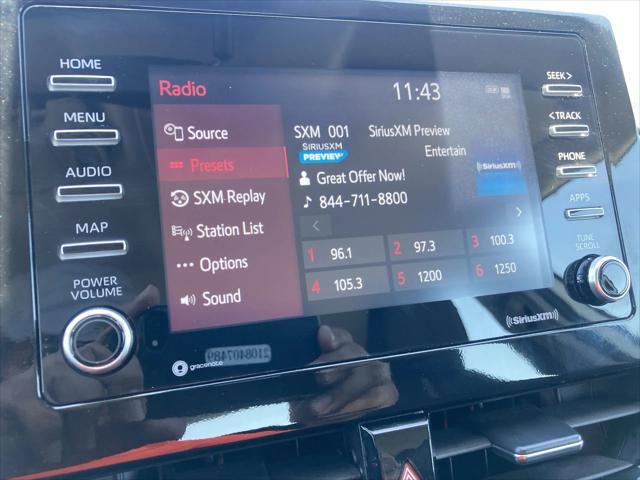 HOME
MENU
AUDIO
MAP
POWER
VOLUME
Radio
11:43
Source
Presets
SXM Replay
Station List
Options
Sound
SXM 001 SiriusXM Preview
SIRIUSXM
PREVIEW
Entertain
Great Offer Now!
844-711-8800
SiriusXM
1 96.1 2 97.3 3 100.3
4 105.3 5 1200 6 1250
SEEK >
< TRACK
PHONE
APPS
TUNE
SCROLL
((SiriusXM))
gracenote